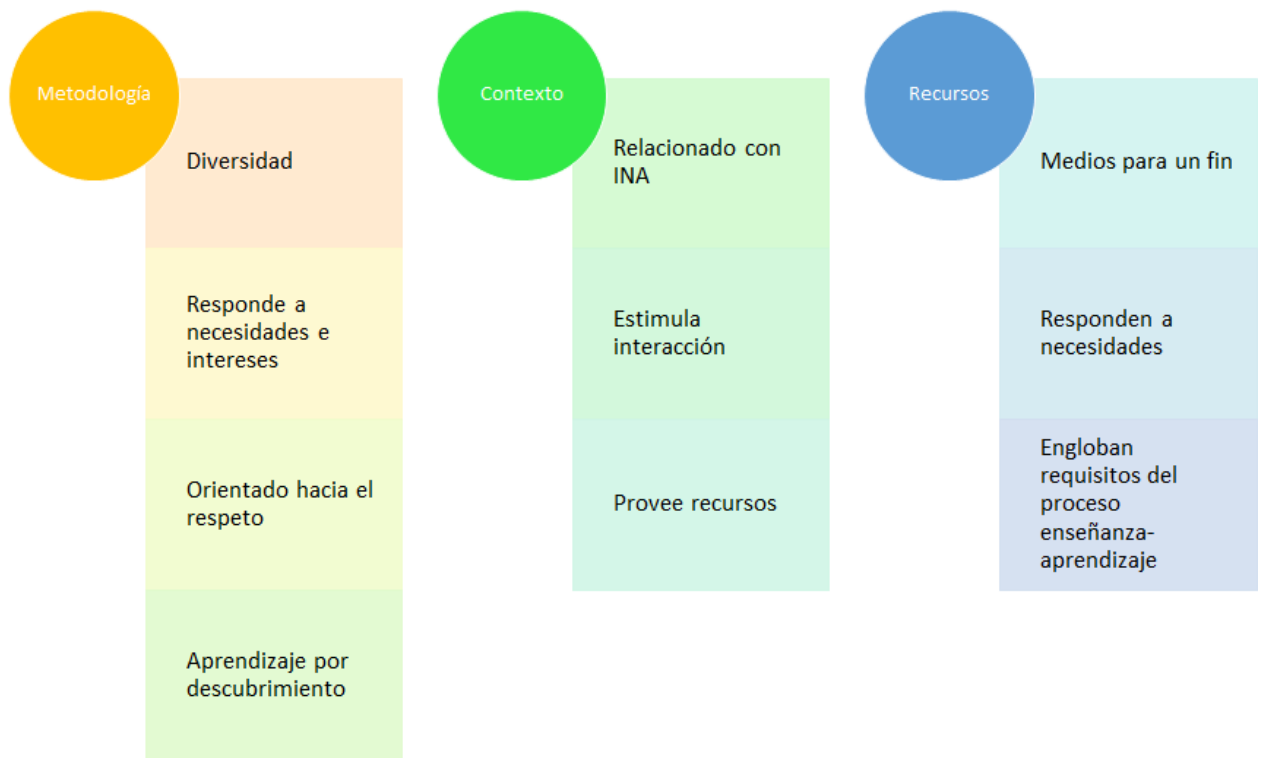 Metodología
Diversidad
Responde a
necesidades e
intereses
Orientado hacia el
respeto
Aprendizaje por
descubrimiento
Contexto
Relacionado con
INA
Estimula
interacción
Provee recursos
Recursos
Medios para un fin
Responden a
necesidades
Engloban
requisitos del
proceso
enseñanza-
aprendizaje